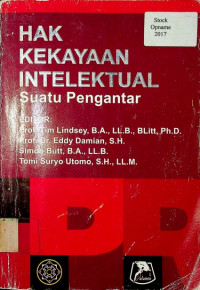 Stock
Opname
2017
HAK
KEKAYAAN
INTELEKTUAL
Suatu Pengantar
EDITOR:
Prof. Tim Lindsey, B.A., LL.B., BLitt, Ph.D.
Prof. Dr. Eddy Damian, S.H.
Simon Butt, B.A., LL.B.
Tomi Suryo Utomo, S.H., LL.M.